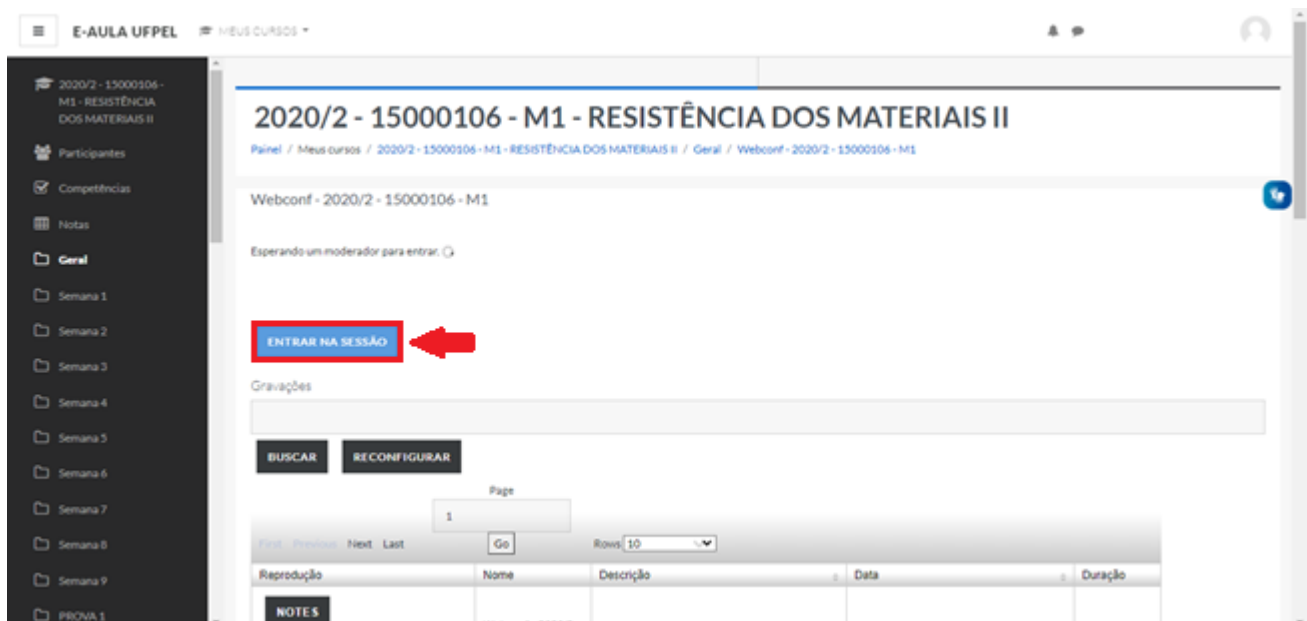 E-AULA UFPEL MEUS CURSOS
2020/2 - 15000106 -
M1 - RESISTÊNCIA
DOS MATERIAIS II
Participantes
Competências
Notas
Geral
Semana 1
Semana 2
Semana 3
Semana 4
Semana 5
Semana 6
Semana 7
Semana 8
Semana 9
PROVA 1
2020/2 - 15000106 - M1 - RESISTÊNCIA DOS MATERIAIS II
Painel / Meus cursos / 2020/2 - 15000106 - M1 - RESISTÊNCIA DOS MATERIAIS II / Geral / Webconf - 2020/2 - 15000106 - M1
Webconf - 2020/2 - 15000106 - M1
Esperando um moderador para entrar.
ENTRAR NA SESSÃO
Gravações
BUSCAR RECONFIGURAR
Page
1
First Previous Next Last Go Rows 10
Reprodução Nome Descrição Data Duração
NOTES